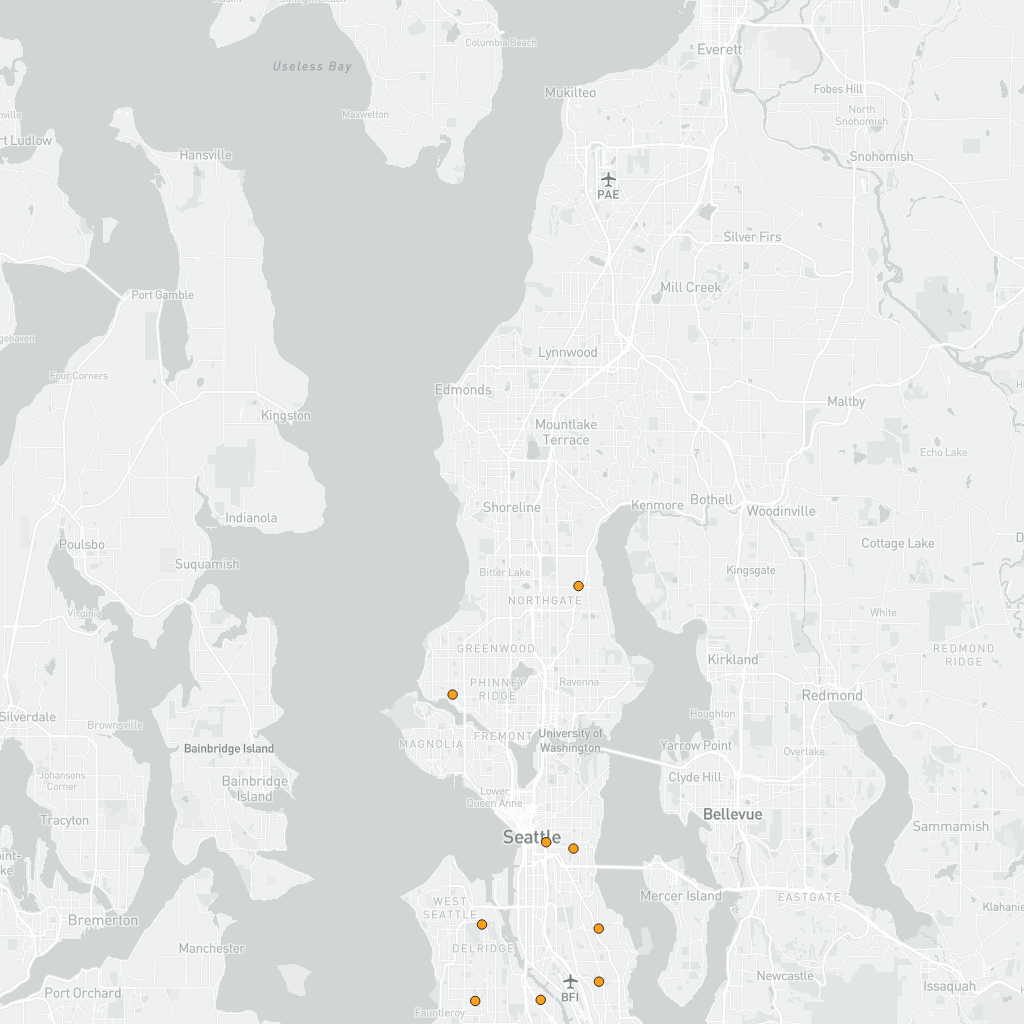 Columbia Beach
Everett
Useless Bay
Mukilteo
Fobes Hill
North
Snohomish
Maxwelton
rt Ludlow
Hansville
Snohomish
PAE
Silver Firs
Mill Creek
Port Gamble
Lynnwood
Four Corners
Edmonds
Maltby
Kingston
Mountlake
Terrace
Echo Lake
Shoreline
Kenmore
Bothell
Woodinville
Indianola
Poulsbo
Cottage Lake
Suquamish
Bitter Lake
Kingsgate
NORTHGATE
Virginia
White
GREENWOOD
REDMOND
RIDGE
Kirkland
PHINNEY
RIDGE
Ravenna
Redmond
Silverdale
Brownsville
Houghton
MAGNOLIA
FREMONT
University of
Washington
Bainbridge Island
Yarrow Point
Overlake
Johansons
Corner
Bainbridge
Island
Clyde Hill
Lower
Queen Anne
Tracyton
Bellevue
Sammamish
Seattle
Mercer Island
EASTGATE
WEST
SEATTLE
Klahanie
Bremerton
Manchester
DELRIDGE
Newcastle
Port Orchard
BFI
Issaquah
Fauntleroy